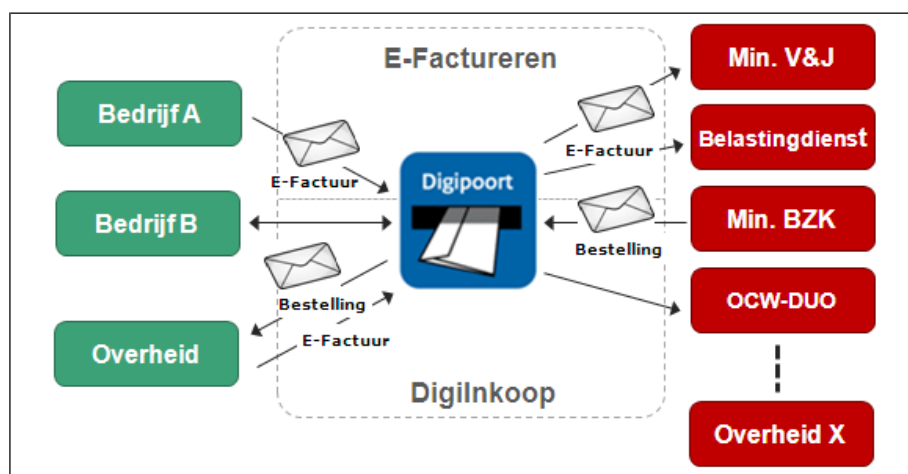 E-Factureren
Min. V&J
Bedrijf A
E-Factuur
Belastingdienst
E-Factuur
Digipoort
Bedrijf B
Min. BZK
Bestelling
Bestelling
OCW-DUO
E-Factuur
Overheid
DigiInkoop
Overheid X